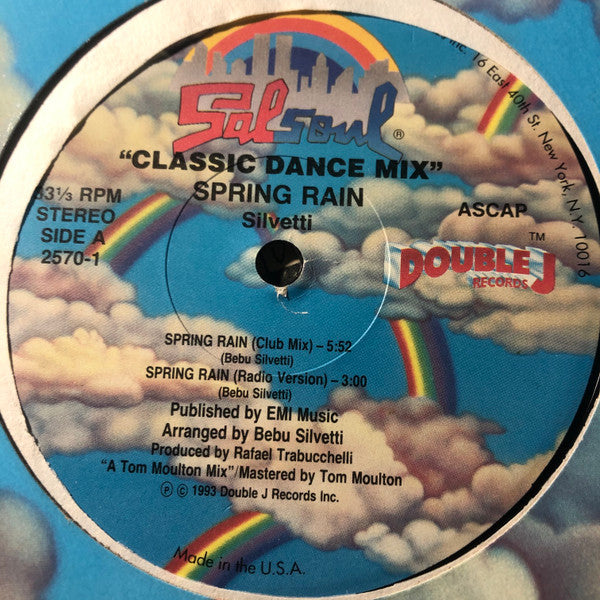 Inc. 16 East 40th St. New York, N.Y. 10016
Salsoul®
"CLASSIC DANCE MIX"
SPRING RAIN
Silvetti
33⅓ RPM
STEREO
SIDE A
2570-1
ASCAP
DOUBLE J™
RECORDS
SPRING RAIN (Club Mix) – 5:52
(Bebu Silvetti)
SPRING RAIN (Radio Version) – 3:00
(Bebu Silvetti)
Published by EMI Music
Arranged by Bebu Silvetti
Produced by Rafael Trabucchelli
"A Tom Moulton Mix"/Mastered by Tom Moulton
℗ © 1993 Double J Records Inc.
Made in the U.S.A.